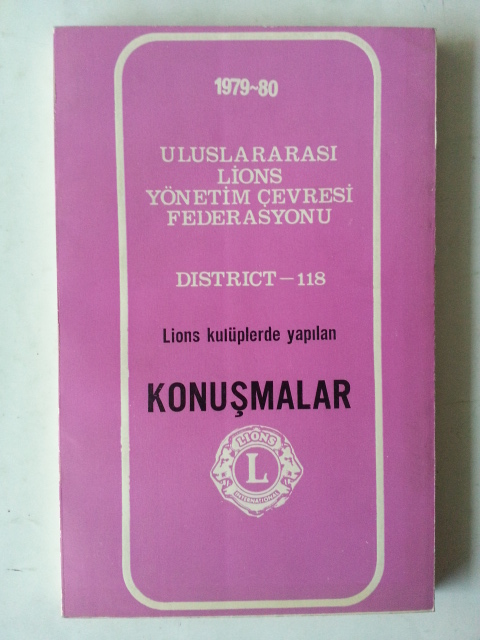 1979~80
ULUSLARARASI
LİONS
YÖNETİM ÇEVRESİ
FEDERASYONU
DISTRICT — 118
Lions kulüplerde yapılan
KONUŞMALAR
LIONS
L
INTERNATIONAL